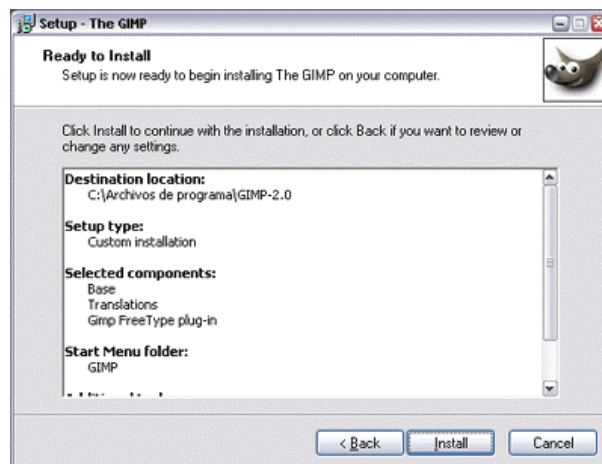 Setup - The GIMP
Ready to Install
Setup is now ready to begin installing The GIMP on your computer.
Click Install to continue with the installation, or click Back if you want to review or
change any settings.
Destination location:
C:\Archivos de programa\GIMP-2.0
Setup type:
Custom installation
Selected components:
Base
Translations
Gimp FreeType plug-in
Start Menu folder:
GIMP
< Back
Install
Cancel